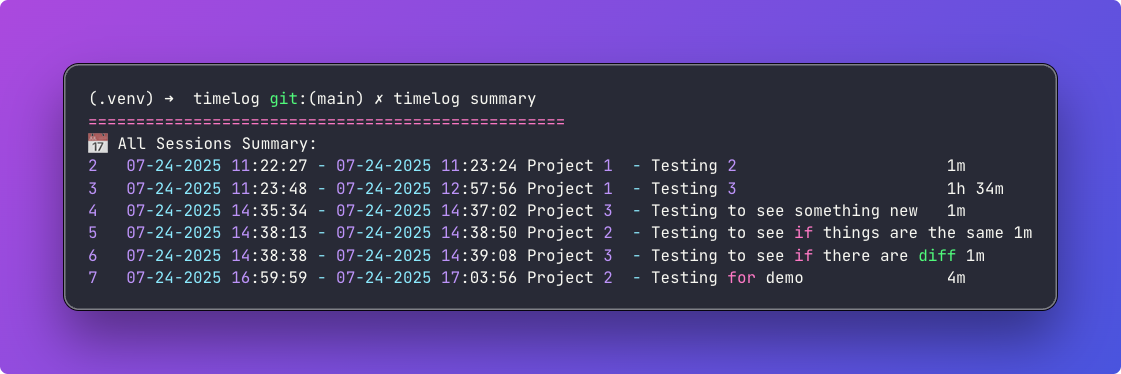 (.venv) ➜  timelog git:(main) ✗ timelog summary
==================================================
📅 All Sessions Summary:
2   07-24-2025 11:22:27 - 07-24-2025 11:23:24 Project 1  - Testing 2                      1m
3   07-24-2025 11:23:48 - 07-24-2025 12:57:56 Project 1  - Testing 3                      1h 34m
4   07-24-2025 14:35:34 - 07-24-2025 14:37:02 Project 3  - Testing to see something new   1m
5   07-24-2025 14:38:13 - 07-24-2025 14:38:50 Project 2  - Testing to see if things are the same 1m
6   07-24-2025 14:38:38 - 07-24-2025 14:39:08 Project 3  - Testing to see if there are diff 1m
7   07-24-2025 16:59:59 - 07-24-2025 17:03:56 Project 2  - Testing for demo               4m